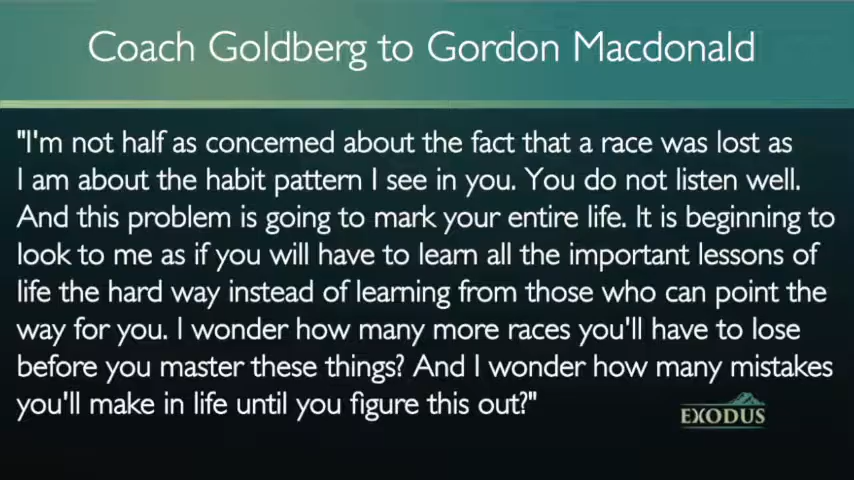 Coach Goldberg to Gordon Macdonald
"I'm not half as concerned about the fact that a race was lost as
I am about the habit pattern I see in you. You do not listen well.
And this problem is going to mark your entire life. It is beginning to
look to me as if you will have to learn all the important lessons of
life the hard way instead of learning from those who can point the
way for you. I wonder how many more races you'll have to lose
before you master these things? And I wonder how many mistakes
you'll make in life until you figure this out?"
EXODUS